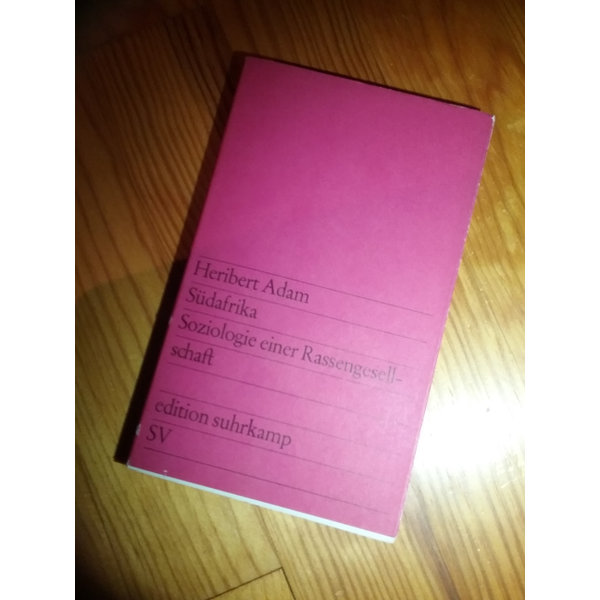 Heribert Adam
Südafrika
Soziologie einer Rassengesell-
schaft
edition suhrkamp
SV